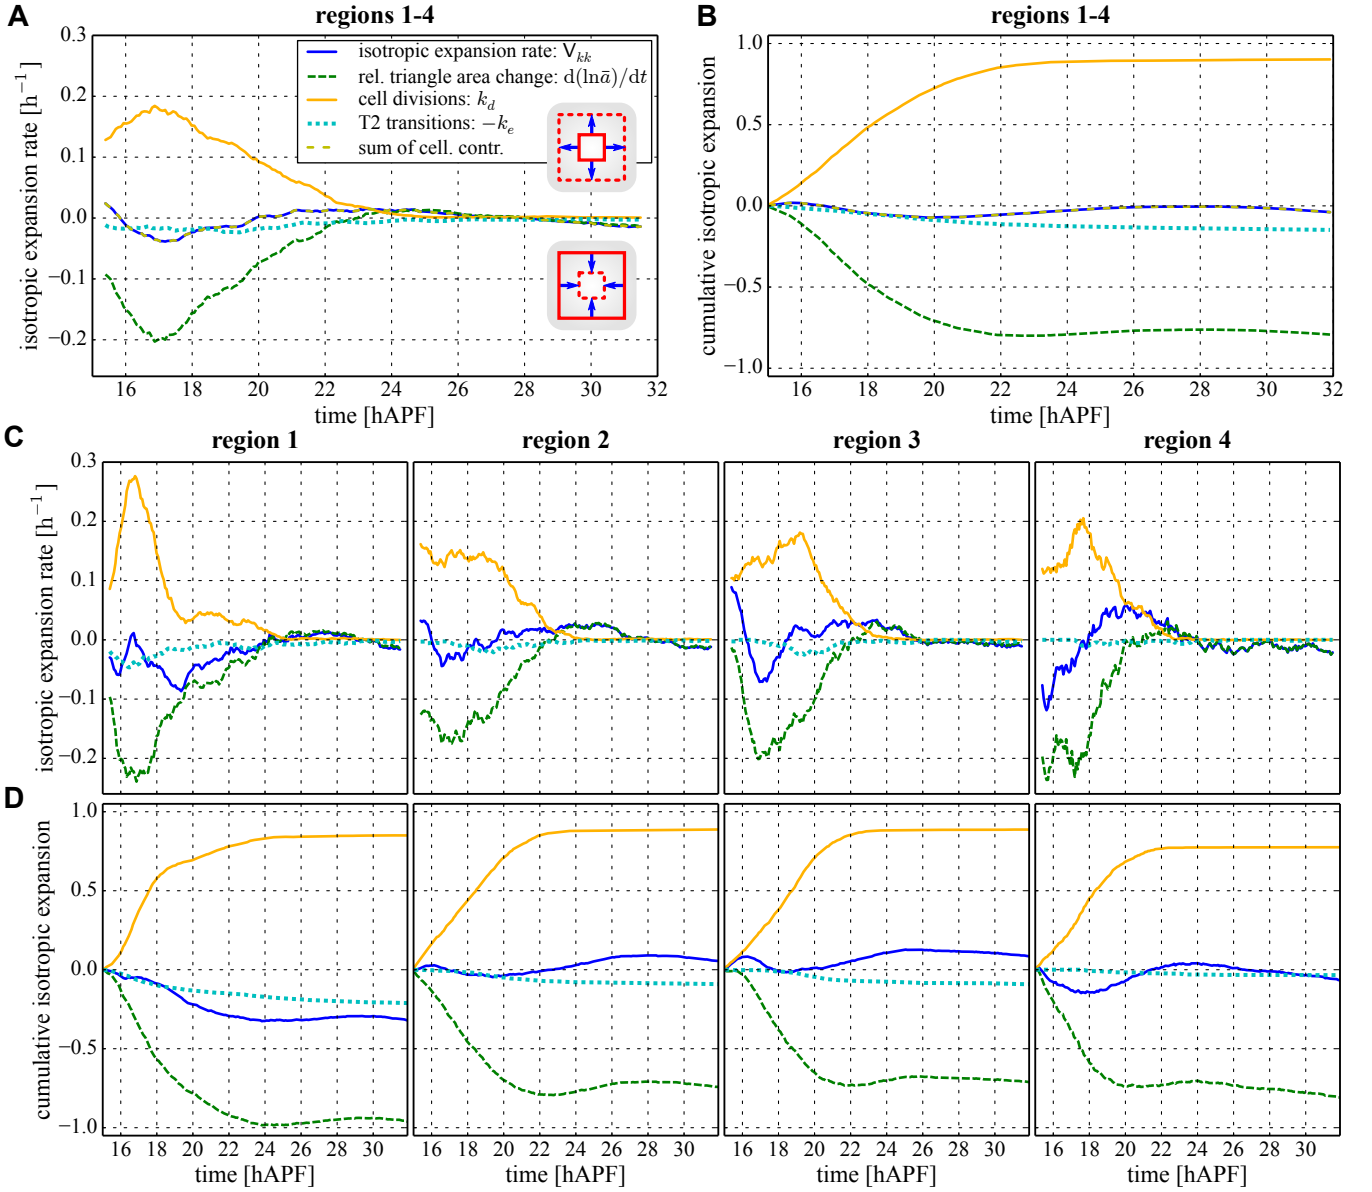 A
regions 1-4
isotropic expansion rate [h⁻¹]
0.3
0.2
0.1
0.0
−0.1
−0.2
isotropic expansion rate: V_kk
rel. triangle area change: d(ln ā)/dt
cell divisions: k_d
T2 transitions: −k_e
sum of cell. contr.
16 18 20 22 24 26 28 30 32
time [hAPF]
B
regions 1-4
cumulative isotropic expansion
1.0
0.5
0.0
−0.5
−1.0
16 18 20 22 24 26 28 30 32
time [hAPF]
C
region 1
region 2
region 3
region 4
isotropic expansion rate [h⁻¹]
0.3
0.2
0.1
0.0
−0.1
−0.2
D
cumulative isotropic expansion
1.0
0.5
0.0
−0.5
−1.0
16 18 20 22 24 26 28 30
16 18 20 22 24 26 28 30
16 18 20 22 24 26 28 30
16 18 20 22 24 26 28 30
time [hAPF]
time [hAPF]
time [hAPF]
time [hAPF]